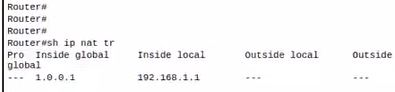 Router#
Router#
Router#
Router#sh ip nat tr
Pro  Inside global     Inside local       Outside local      Outside
global
---  1.0.0.1           192.168.1.1        ---                ---